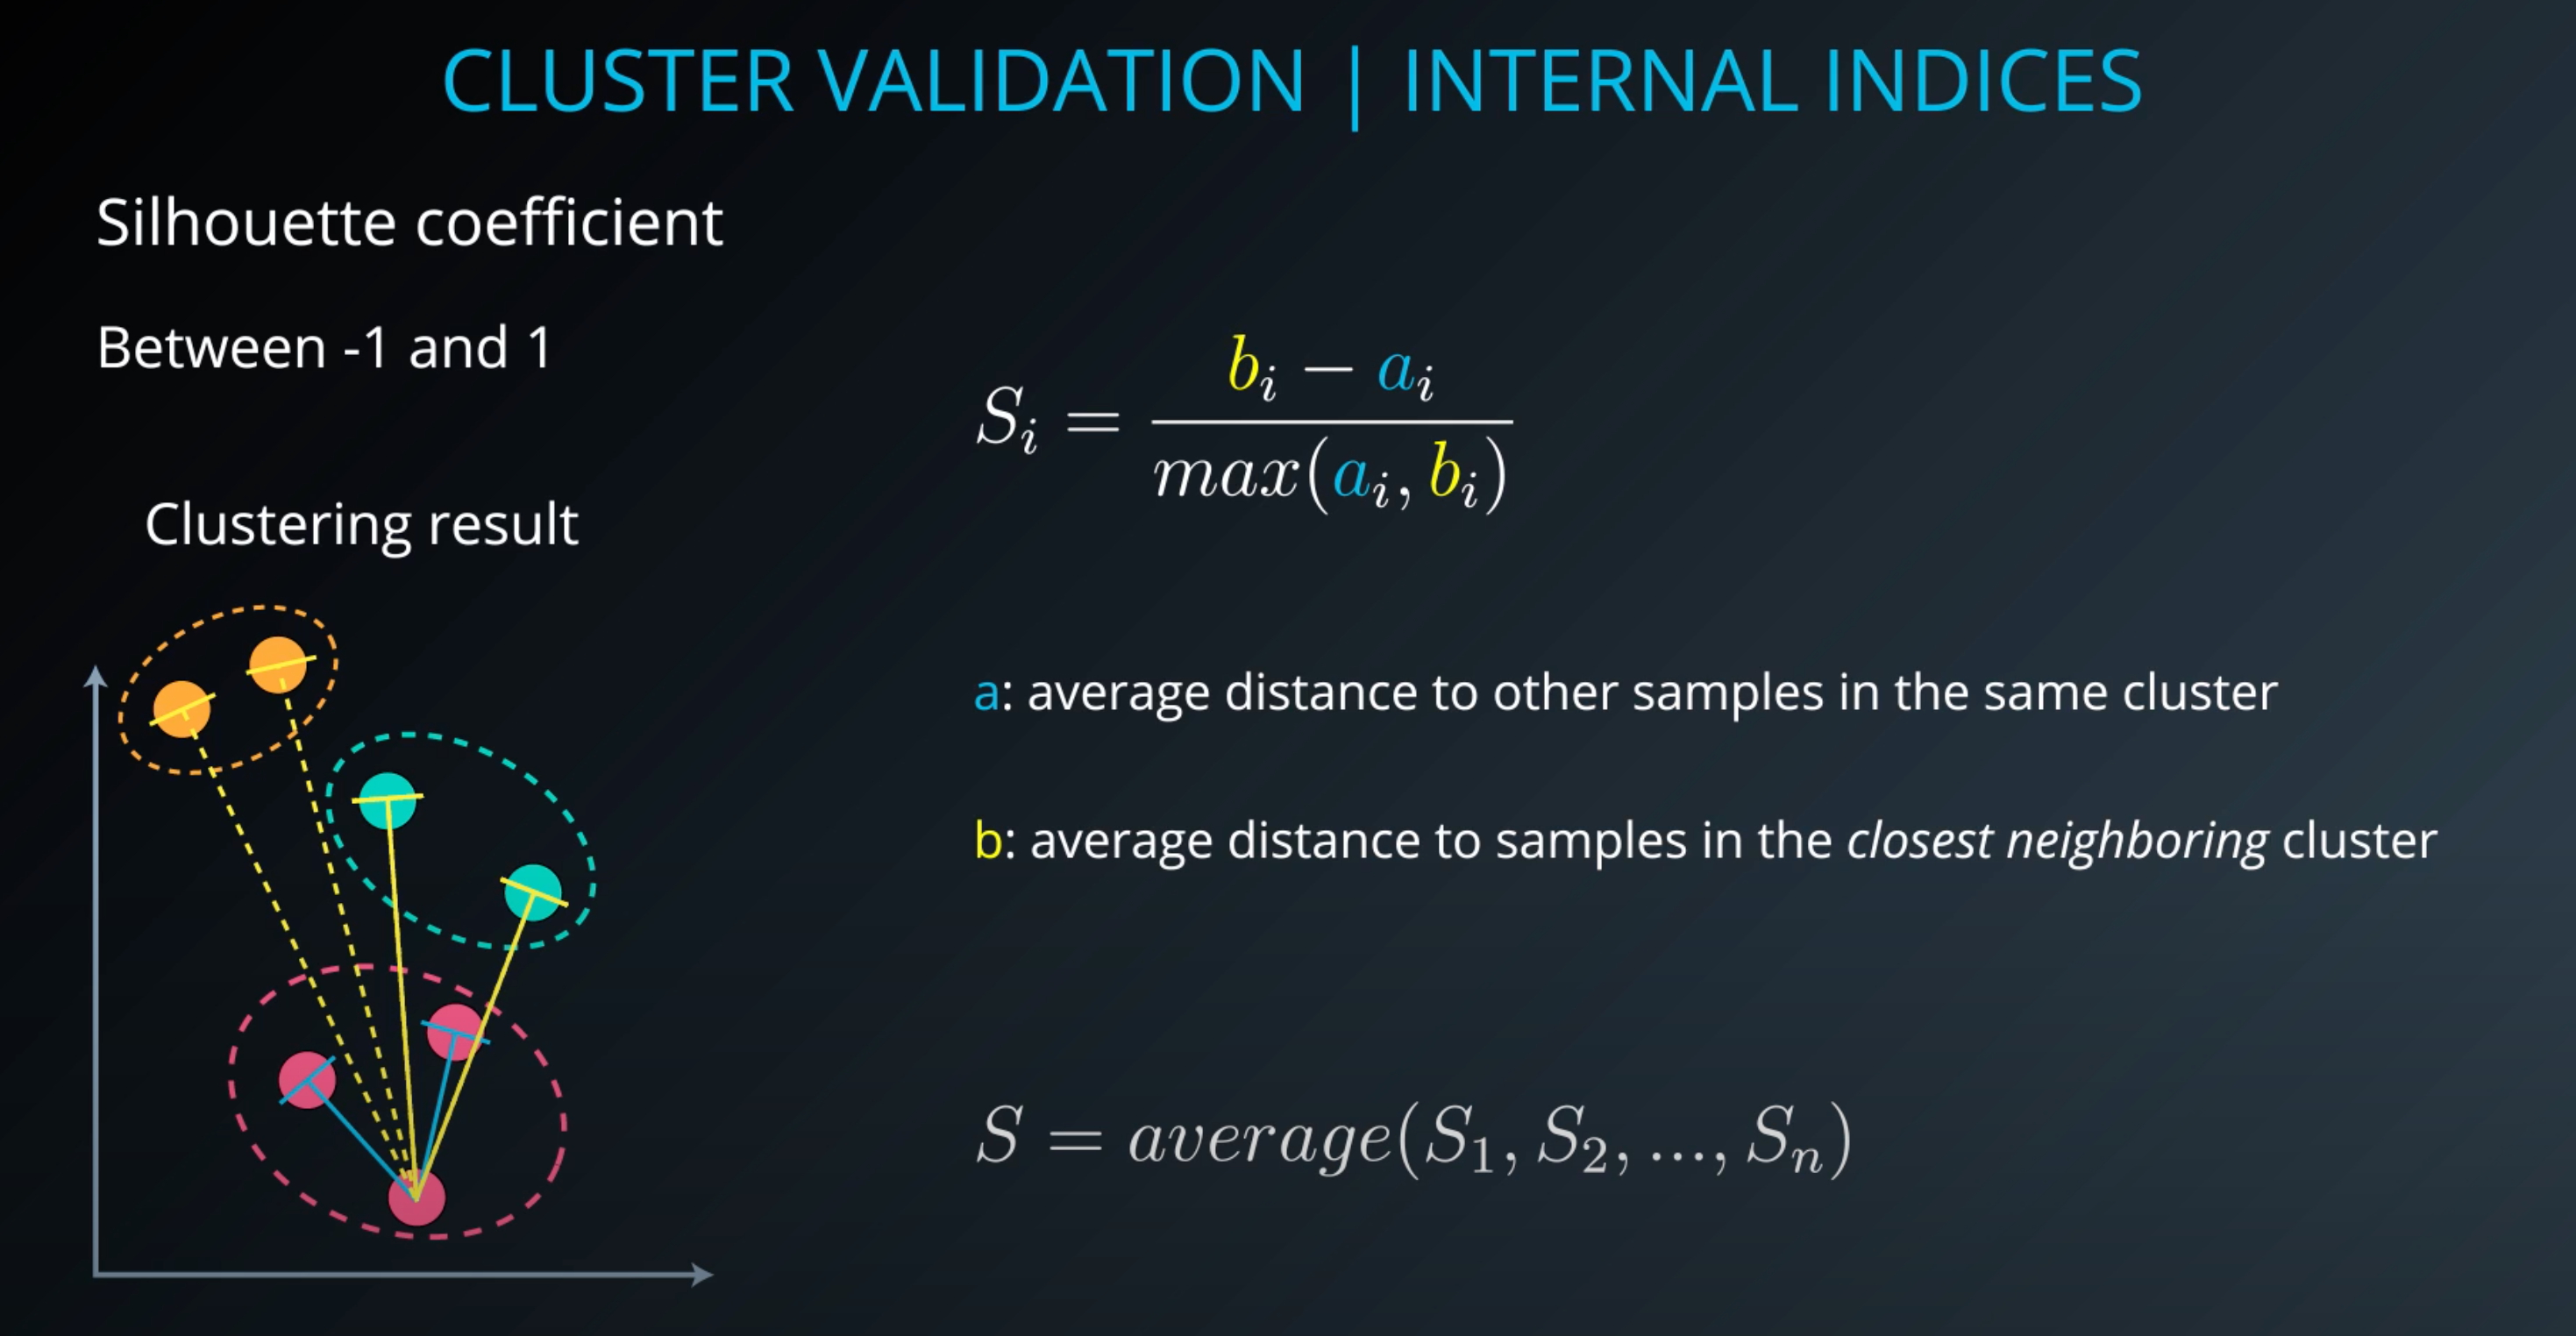 CLUSTER VALIDATION | INTERNAL INDICES
Silhouette coefficient
Between -1 and 1
S_i = \frac{b_i - a_i}{max(a_i, b_i)}
Clustering result
a: average distance to other samples in the same cluster
b: average distance to samples in the closest neighboring cluster
S = average(S_1, S_2, ..., S_n)